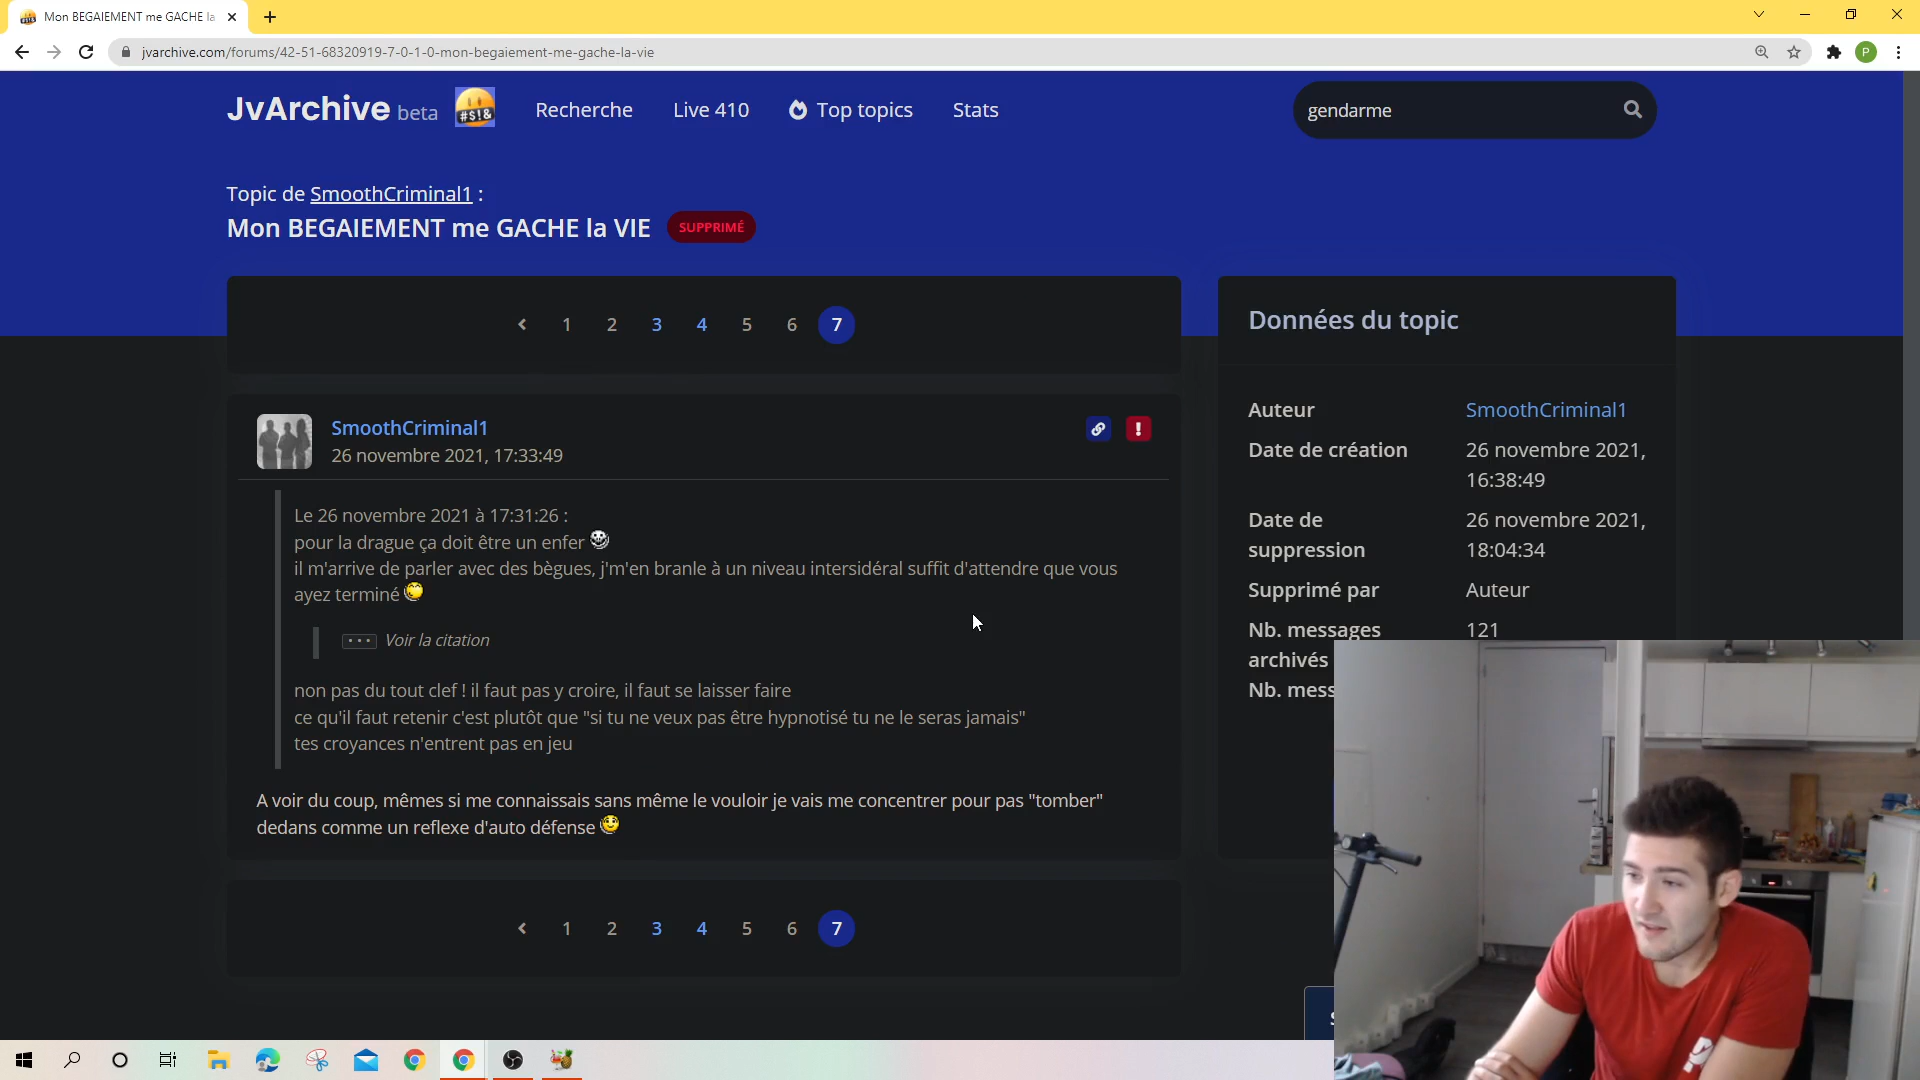 Mon BEGAIEMENT me GACHE la
jvarchive.com/forums/42-51-68320919-7-0-1-0-mon-begaiement-me-gache-la-vie
P
JvArchive beta
#$!&
Recherche
Live 410
Top topics
Stats
gendarme
Topic de SmoothCriminal1 :
Mon BEGAIEMENT me GACHE la VIE
SUPPRIMÉ
1 2 3 4 5 6 7
SmoothCriminal1
26 novembre 2021, 17:33:49
Le 26 novembre 2021 à 17:31:26 :
pour la drague ça doit être un enfer
il m'arrive de parler avec des bègues, j'm'en branle à un niveau intersidéral suffit d'attendre que vous
ayez terminé
Voir la citation
non pas du tout clef ! il faut pas y croire, il faut se laisser faire
ce qu'il faut retenir c'est plutôt que "si tu ne veux pas être hypnotisé tu ne le seras jamais"
tes croyances n'entrent pas en jeu
A voir du coup, mêmes si me connaissais sans même le vouloir je vais me concentrer pour pas "tomber"
dedans comme un reflexe d'auto défense
1 2 3 4 5 6 7
Données du topic
Auteur SmoothCriminal1
Date de création 26 novembre 2021,
16:38:49
Date de 26 novembre 2021,
suppression 18:04:34
Supprimé par Auteur
Nb. messages 121
archivés
Nb. mess